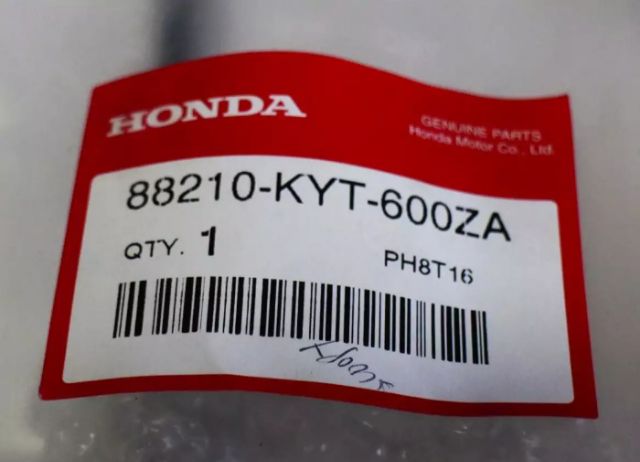 HONDA
GENUINE PARTS
Honda Motor Co., Ltd.
88210-KYT-600ZA
QTY. 1
PH8T16